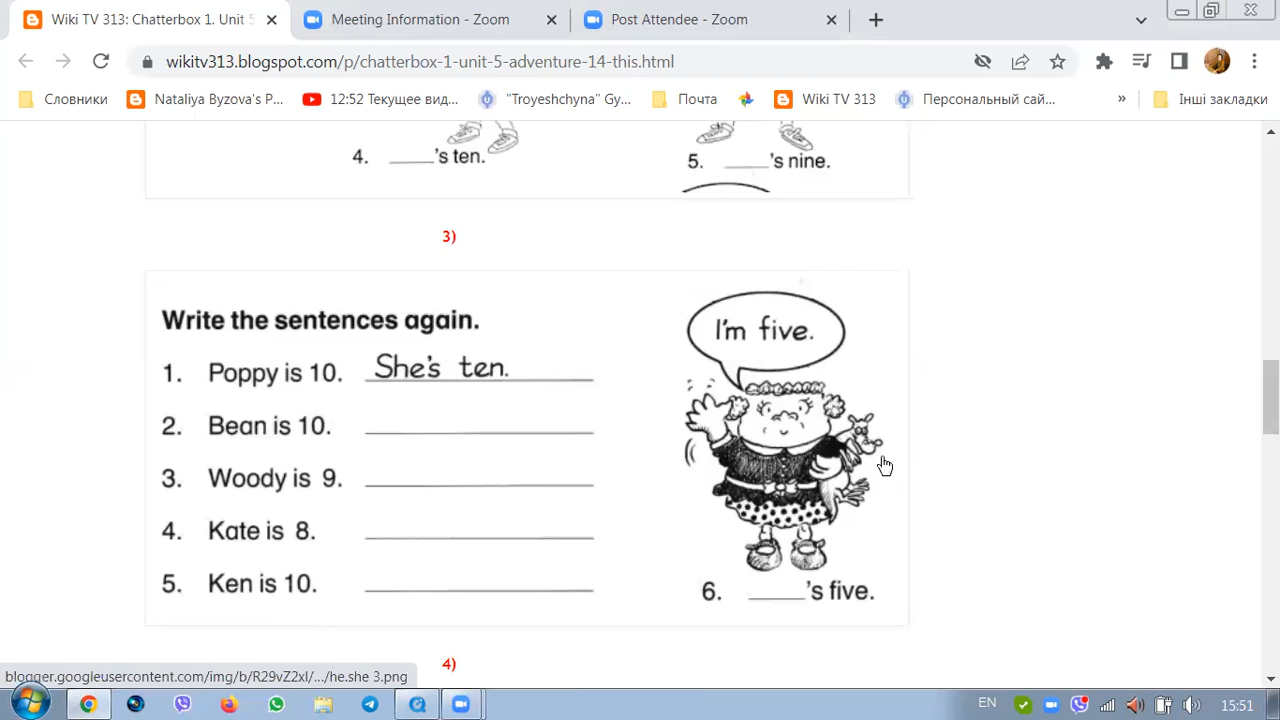 Wiki TV 313: Chatterbox 1. Unit 5
Meeting Information - Zoom
Post Attendee - Zoom
wikitv313.blogspot.com/p/chatterbox-1-unit-5-adventure-14-this.html
Словники
Nataliya Byzova's P...
12:52 Текущее вид...
"Troyeshchyna" Gy...
Почта
Wiki TV 313
Персональный сай...
»
Інші закладки
4. ____'s ten.
5. ____'s nine.
3)
Write the sentences again.
1. Poppy is 10. She's ten.
2. Bean is 10.
3. Woody is 9.
4. Kate is 8.
5. Ken is 10.
I'm five.
6. ____'s five.
4)
blogger.googleusercontent.com/img/b/R29vZ2xl/.../he.she 3.png
EN
15:51